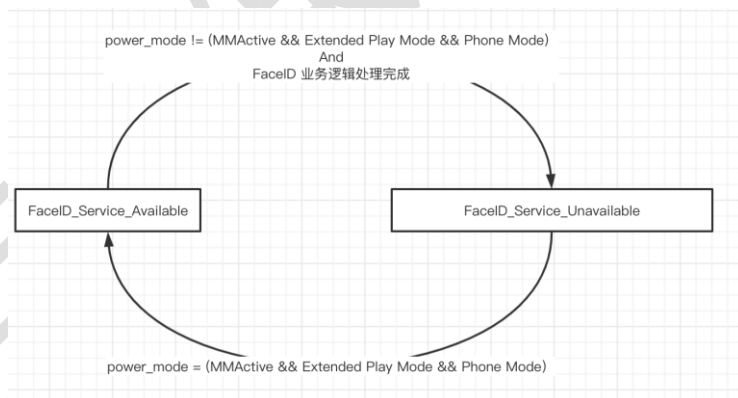 power_mode != (MMActive && Extended Play Mode && Phone Mode)
And
FaceID 业务逻辑处理完成
FaceID_Service_Available
FaceID_Service_Unavailable
power_mode = (MMActive && Extended Play Mode && Phone Mode)